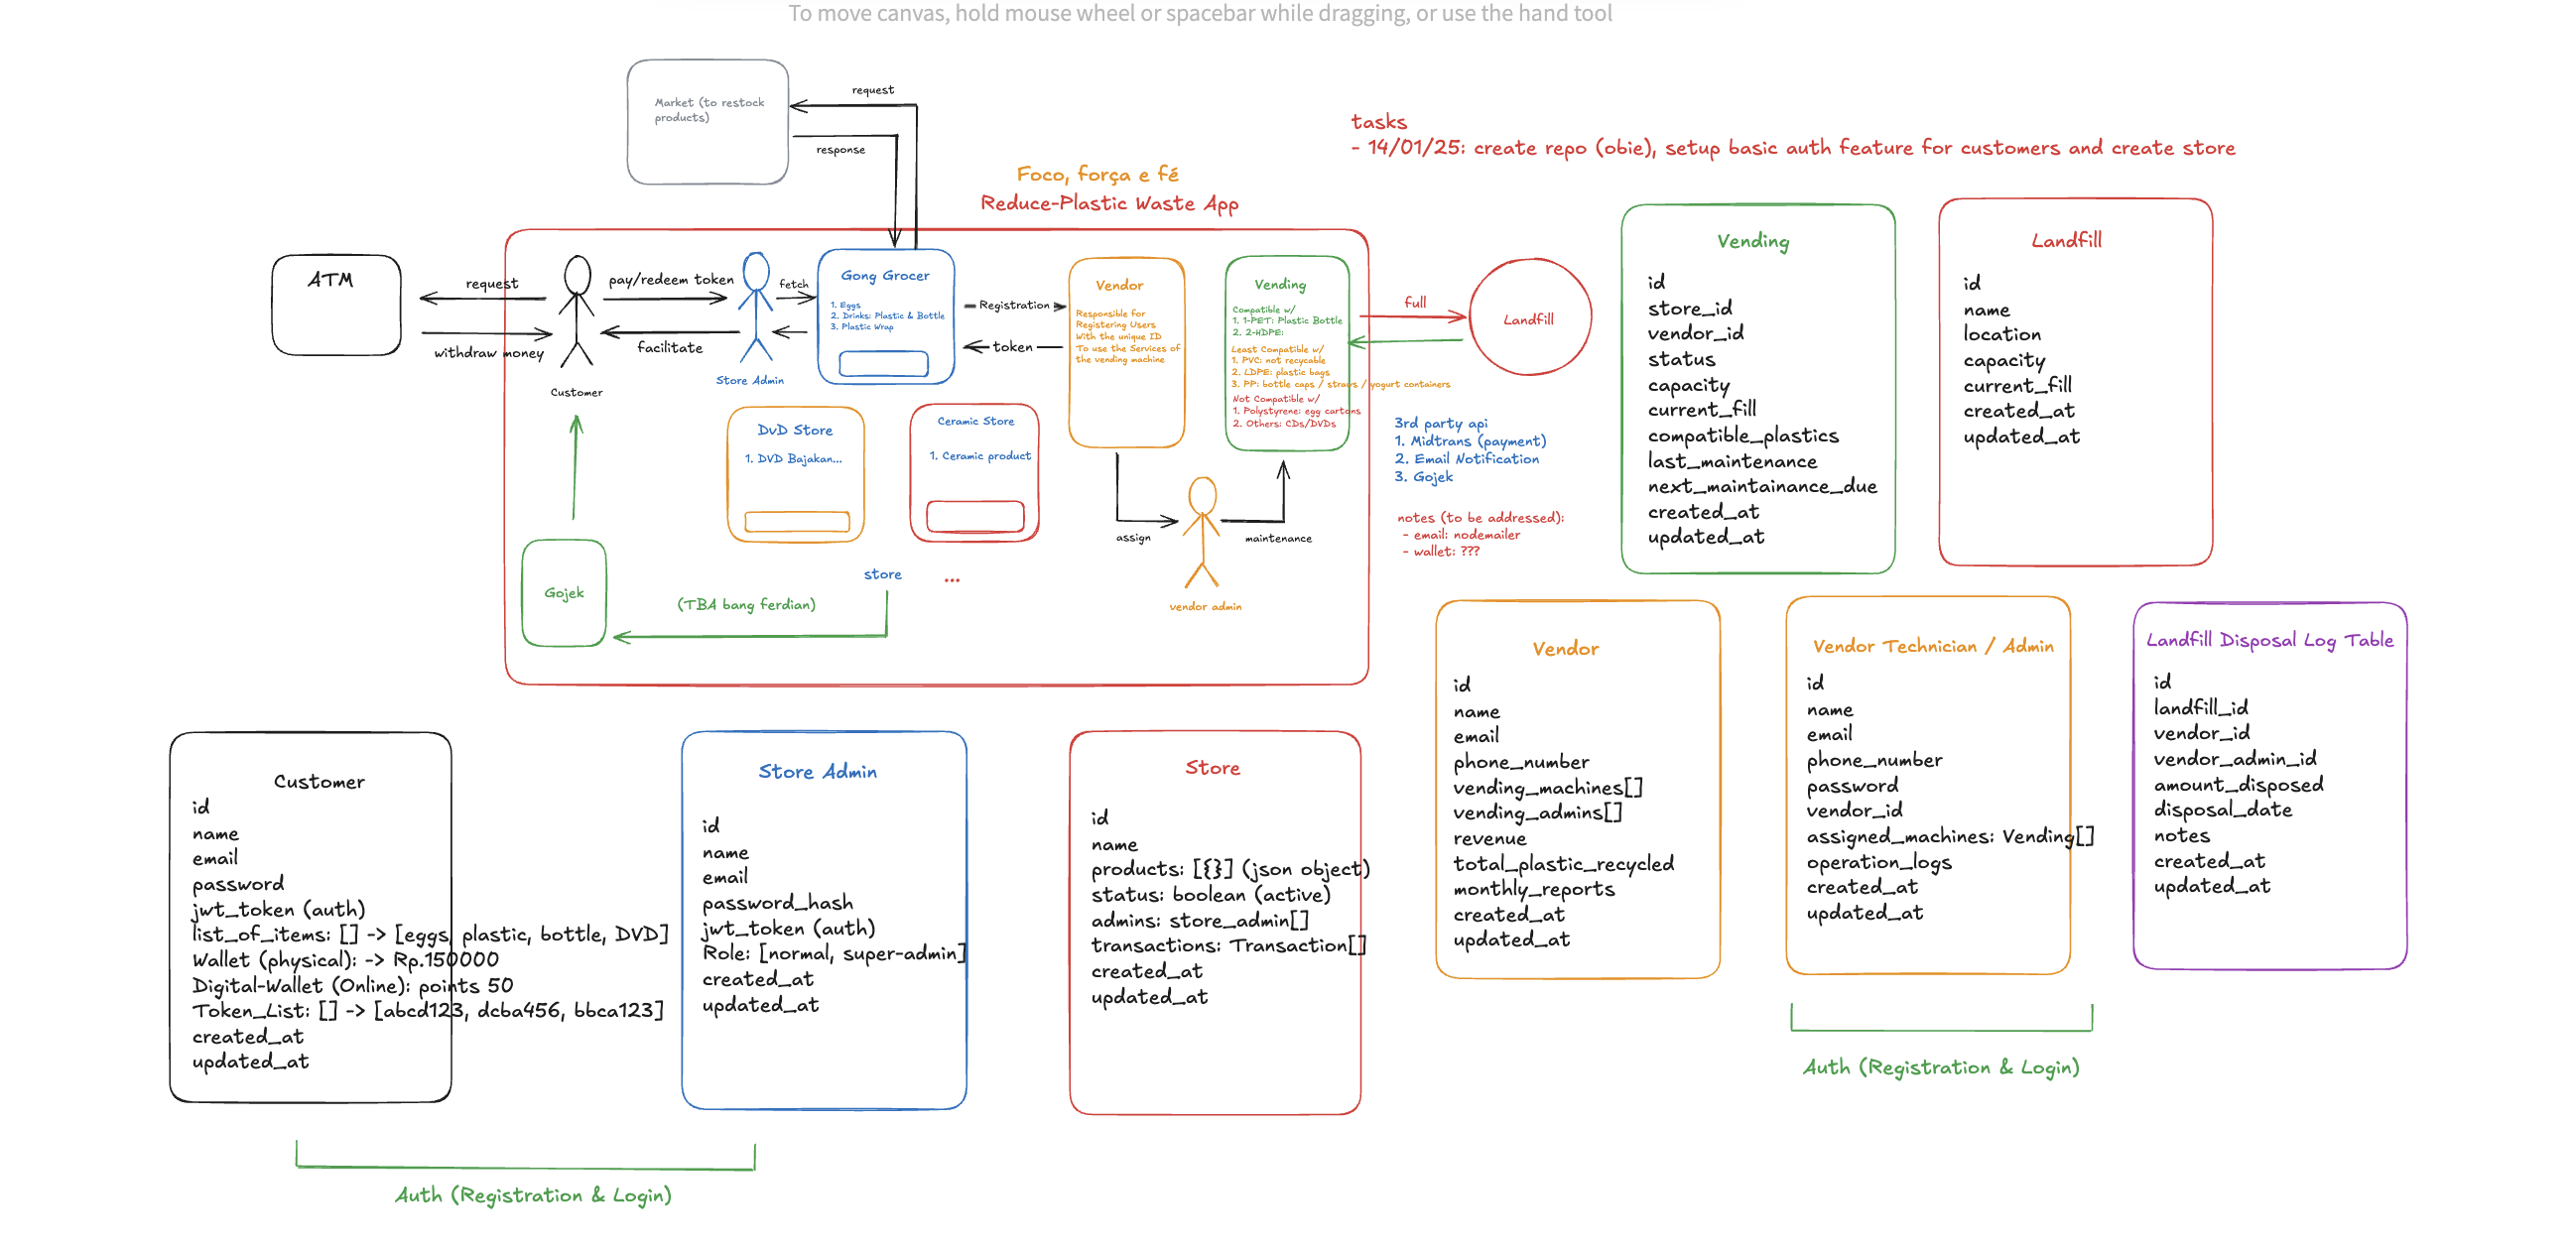 To move canvas, hold mouse wheel or spacebar while dragging, or use the hand tool
Market (to restock
products)
request
response
tasks
- 14/01/25: create repo (obie), setup basic auth feature for customers and create store
Foco, força e fé
Reduce-Plastic Waste App
ATM
request
withdraw money
Customer
pay/redeem token
facilitate
Store Admin
fetch
Gong Grocer
1. Eggs
2. Drinks: Plastic & Bottle
3. Plastic Wrap
Registration
token
Vendor
Responsible for
Registering Users
With the unique ID
To use the Services of
the vending machine
Vending
Compatible w/
1. 1-PET: Plastic Bottle
2. 2-HDPE:
Least Compatible w/
1. PVC: not recycable
2. LDPE: plastic bags
3. PP: bottle caps / straws / yogurt containers
Not Compatible w/
1. Polystyrene: egg cartons
2. Others: CDs/DVDs
full
Landfill
DvD Store
1. DVD Bajakan...
Ceramic Store
1. Ceramic product
assign
maintenance
vendor admin
store
...
(TBA bang ferdian)
Gojek
3rd party api
1. Midtrans (payment)
2. Email Notification
3. Gojek
notes (to be addressed):
- email: nodemailer
- wallet: ???
Vending
id
store_id
vendor_id
status
capacity
current_fill
compatible_plastics
last_maintenance
next_maintainance_due
created_at
updated_at
Landfill
id
name
location
capacity
current_fill
created_at
updated_at
Vendor
id
name
email
phone_number
vending_machines[]
vending_admins[]
revenue
total_plastic_recycled
monthly_reports
created_at
updated_at
Vendor Technician / Admin
id
name
email
phone_number
password
vendor_id
assigned_machines: Vending[]
operation_logs
created_at
updated_at
Auth (Registration & Login)
Landfill Disposal Log Table
id
landfill_id
vendor_id
vendor_admin_id
amount_disposed
disposal_date
notes
created_at
updated_at
Customer
id
name
email
password
jwt_token (auth)
list_of_items: [] -> [eggs, plastic, bottle, DVD]
Wallet (physical): -> Rp.150000
Digital-Wallet (Online): points 50
Token_List: [] -> [abcd123, dcba456, bbca123]
created_at
updated_at
Store Admin
id
name
email
password_hash
jwt_token (auth)
Role: [normal, super-admin]
created_at
updated_at
Auth (Registration & Login)
Store
id
name
products: [{}] (json object)
status: boolean (active)
admins: store_admin[]
transactions: Transaction[]
created_at
updated_at